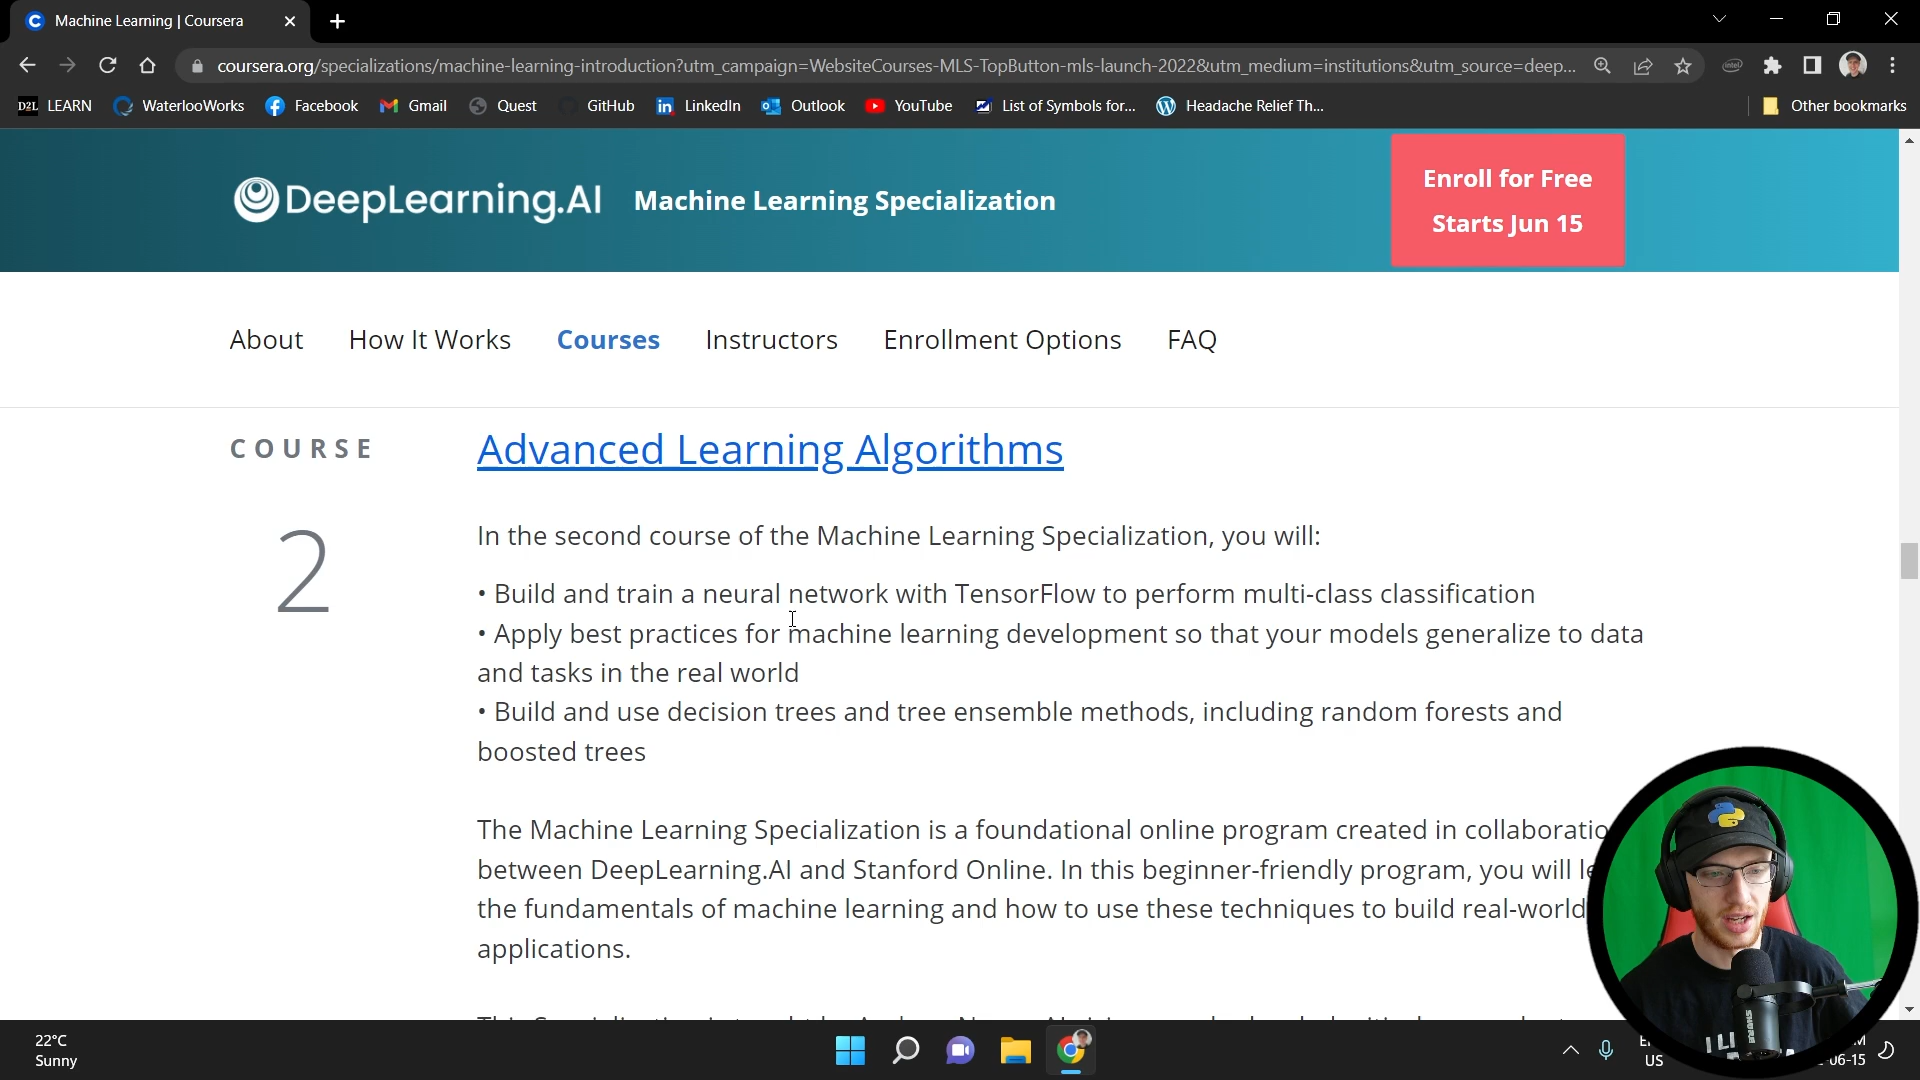 Machine Learning | Coursera
coursera.org/specializations/machine-learning-introduction?utm_campaign=WebsiteCourses-MLS-TopButton-mls-launch-2022&utm_medium=institutions&utm_source=deep...
D2L LEARN WaterlooWorks Facebook Gmail Quest GitHub LinkedIn Outlook YouTube List of Symbols for... Headache Relief Th... Other bookmarks
DeepLearning.AI Machine Learning Specialization
Enroll for Free
Starts Jun 15
About How It Works Courses Instructors Enrollment Options FAQ
COURSE
2
Advanced Learning Algorithms
In the second course of the Machine Learning Specialization, you will:
• Build and train a neural network with TensorFlow to perform multi-class classification
• Apply best practices for machine learning development so that your models generalize to data
and tasks in the real world
• Build and use decision trees and tree ensemble methods, including random forests and
boosted trees
The Machine Learning Specialization is a foundational online program created in collaboratio
between DeepLearning.AI and Stanford Online. In this beginner-friendly program, you will le
the fundamentals of machine learning and how to use these techniques to build real-world
applications.
22°C
Sunny
US
-06-15
SHURE